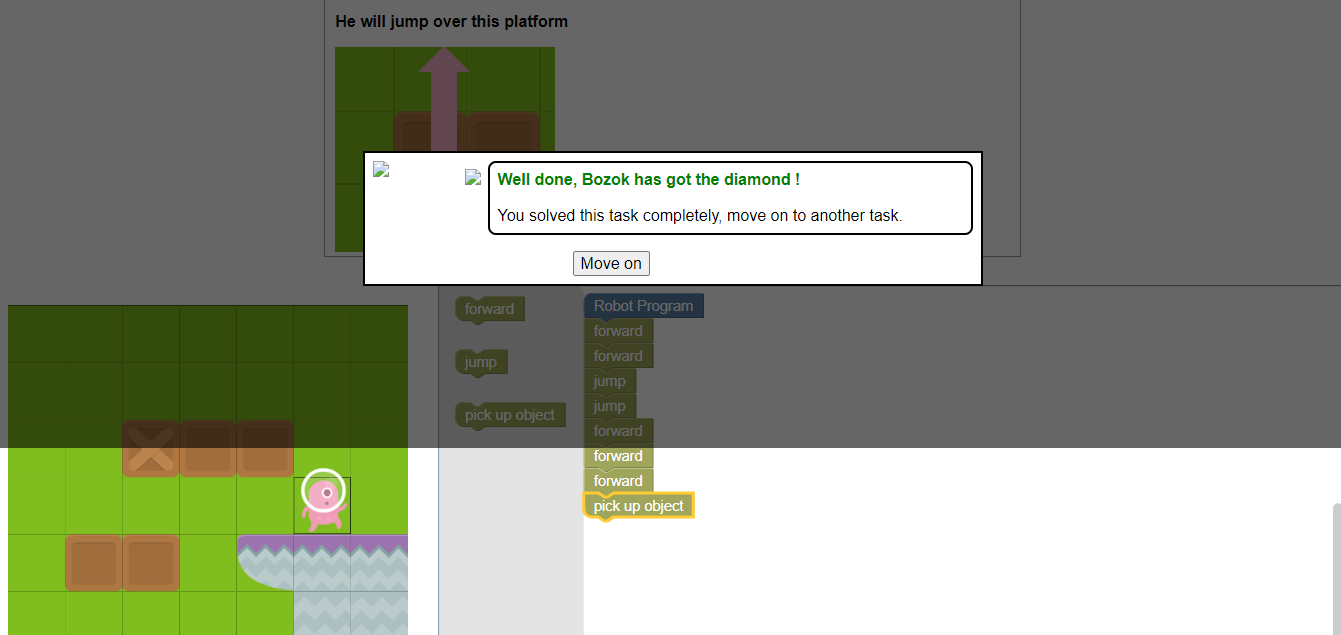 He will jump over this platform
Well done, Bozok has got the diamond !
You solved this task completely, move on to another task.
Move on
forward
jump
pick up object
Robot Program
forward
forward
jump
jump
forward
forward
forward
pick up object